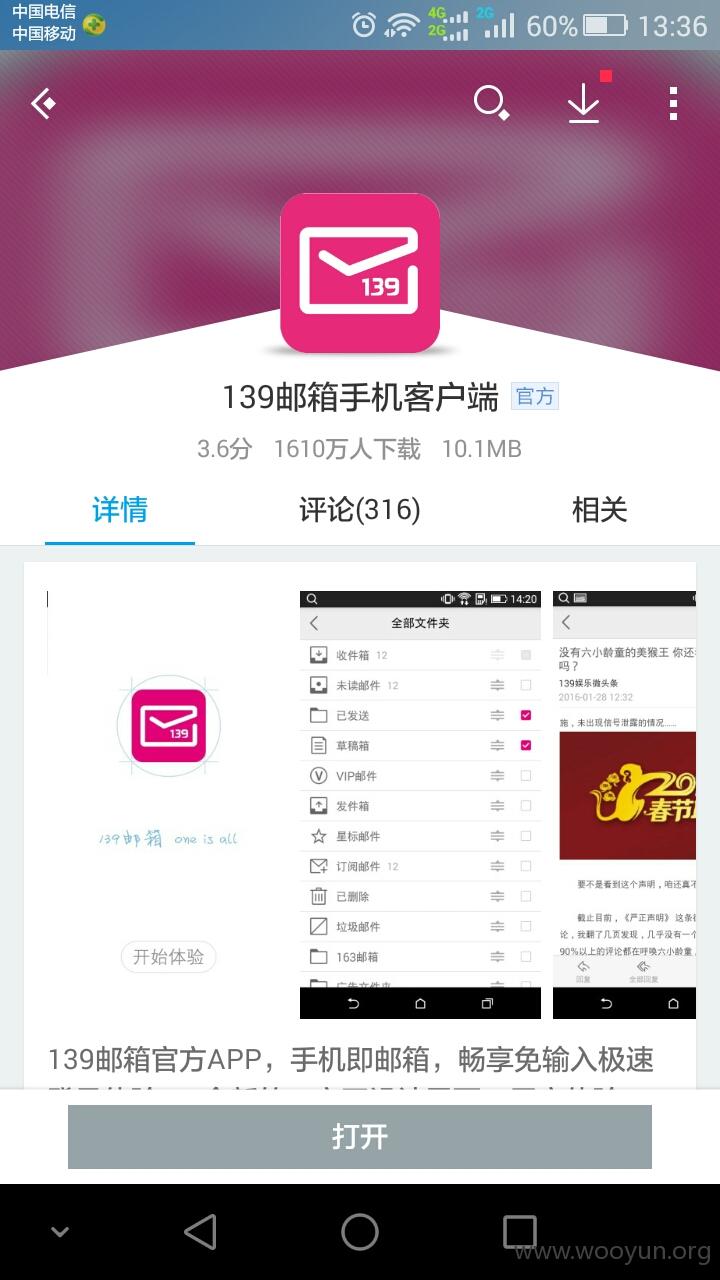 中国电信
中国移动
4G
2G
2G
60%
13:36
139
139邮箱手机客户端 官方
3.6分 1610万人下载 10.1MB
详情 评论(316) 相关
139
139邮箱 one is all
开始体验
14:20
全部文件夹
收件箱 12
未读邮件 12
已发送
草稿箱
VIP邮件
发件箱
星标邮件
订阅邮件 12
已删除
垃圾邮件
163邮箱
没有六小龄童的美猴王 你还
吗？
139娱乐微头条
2016-01-28 12:32
施，未出现信号泄露的情况……
20
春节
要不是看到这个声明，咱还真不
截止目前，《严正声明》这条
论，我翻了几页发现，几乎没有一个
90%以上的评论都在呼唤六小龄童，
回复 全部回复
139邮箱官方APP，手机即邮箱，畅享免输入极速
打开
www.wooyun.org